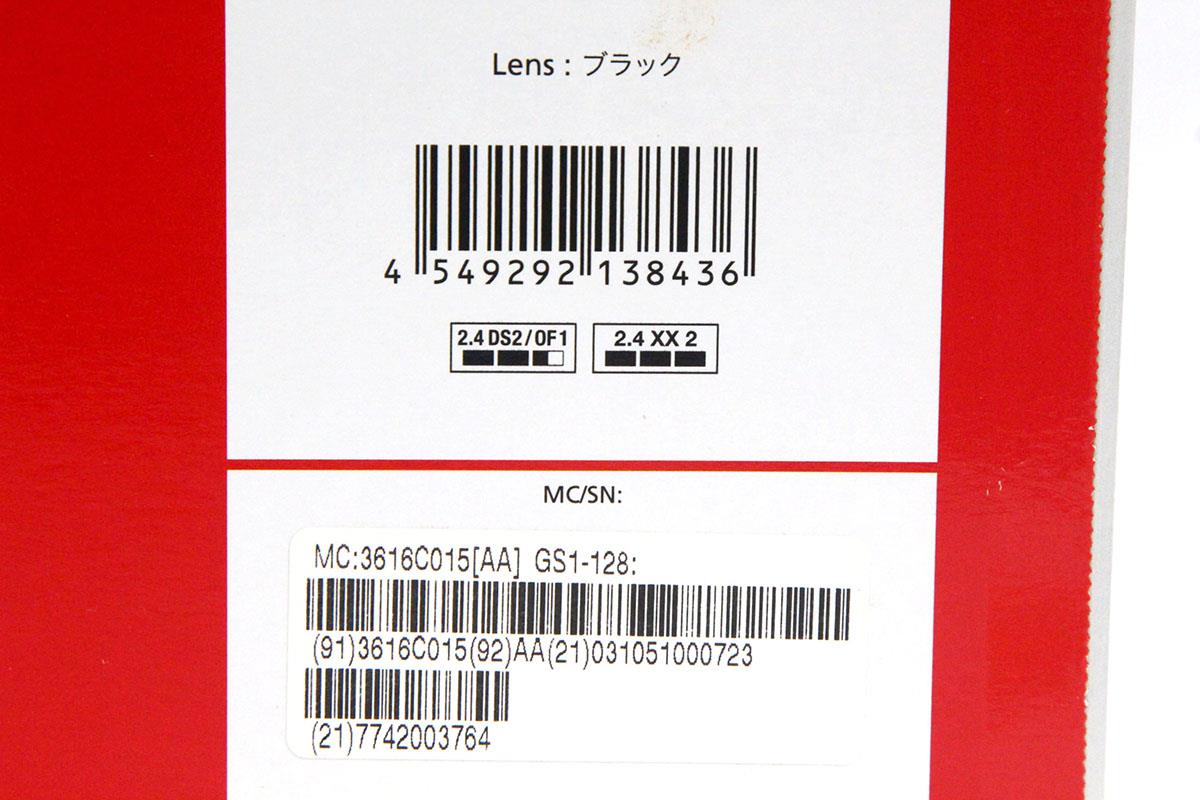 Lens : ブラック
4 549292 138436
2.4 DS2/0F1
2.4 XX 2
MC/SN:
MC:3616C015[AA] GS1-128:
(91)3616C015(92)AA(21)031051000723
(21)7742003764